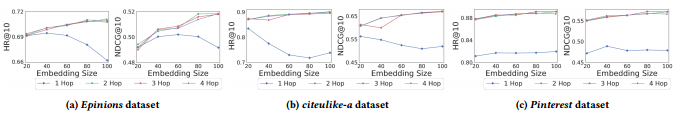 HR@10 0.72 0.69 0.66 20 40 60 80 100 Embedding Size
NDCG@10 0.52 0.50 0.48 20 40 60 80 100 Embedding Size
1 Hop 2 Hop 3 Hop 4 Hop
(a) Epinions dataset
HR@10 0.9 0.8 0.7 20 40 60 80 100 Embedding Size
NDCG@10 0.65 0.55 0.45 20 40 60 80 100 Embedding Size
1 Hop 2 Hop 3 Hop 4 Hop
(b) citeulike-a dataset
HR@10 0.88 0.84 0.80 20 40 60 80 100 Embedding Size
NDCG@10 0.55 0.50 0.45 20 40 60 80 100 Embedding Size
1 Hop 2 Hop 3 Hop 4 Hop
(c) Pinterest dataset